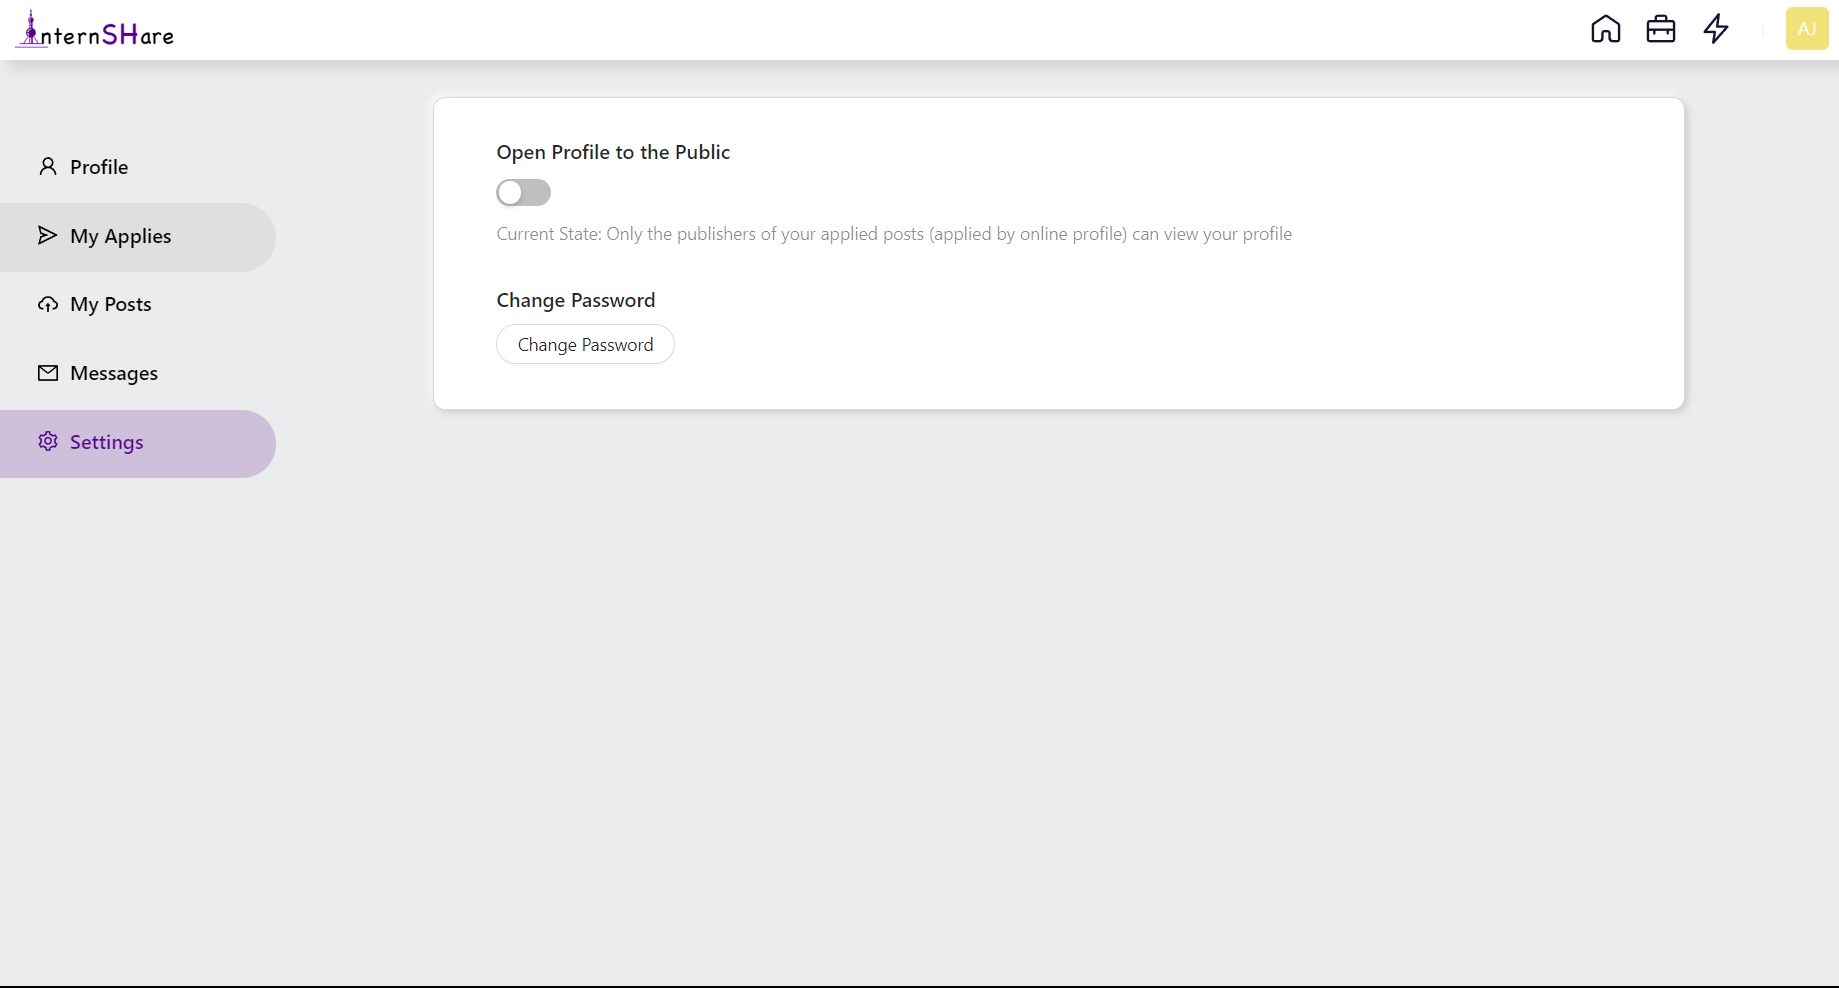 InternSHare
AJ
Profile
My Applies
My Posts
Messages
Settings
Open Profile to the Public
Current State: Only the publishers of your applied posts (applied by online profile) can view your profile
Change Password
Change Password